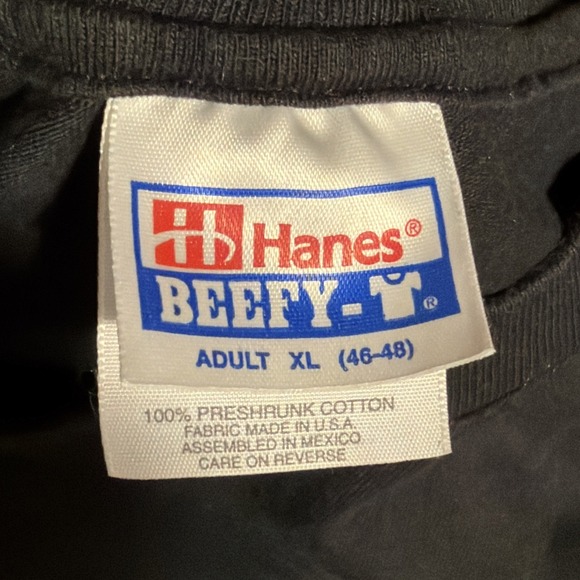 Hanes®
BEEFY-T®
ADULT XL (46-48)
100% PRESHRUNK COTTON
FABRIC MADE IN U.S.A.
ASSEMBLED IN MEXICO
CARE ON REVERSE